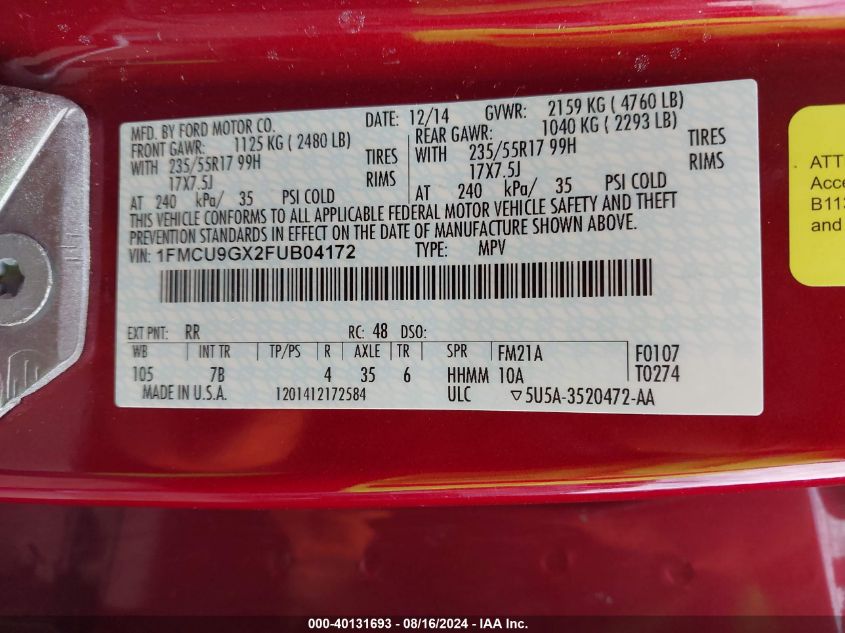 MFD. BY FORD MOTOR CO. DATE: 12/14 GVWR: 2159 KG ( 4760 LB)
FRONT GAWR: 1125 KG ( 2480 LB) REAR GAWR: 1040 KG ( 2293 LB)
WITH 235/55R17 99H TIRES WITH 235/55R17 99H TIRES
17X7.5J RIMS 17X7.5J RIMS
AT 240 kPa/ 35 PSI COLD AT 240 kPa/ 35 PSI COLD
THIS VEHICLE CONFORMS TO ALL APPLICABLE FEDERAL MOTOR VEHICLE SAFETY AND THEFT
PREVENTION STANDARDS IN EFFECT ON THE DATE OF MANUFACTURE SHOWN ABOVE.
VIN: 1FMCU9GX2FUB04172 TYPE: MPV
EXT PNT: RR RC: 48 DSO:
WB INT TR TP/PS R AXLE TR SPR FM21A F0107
105 7B 4 35 6 HHMM 10A T0274
MADE IN U.S.A. 1201412172584 ULC ▽5U5A-3520472-AA
ATT
Acce
B113
and
000-40131693 - 08/16/2024 - IAA Inc.